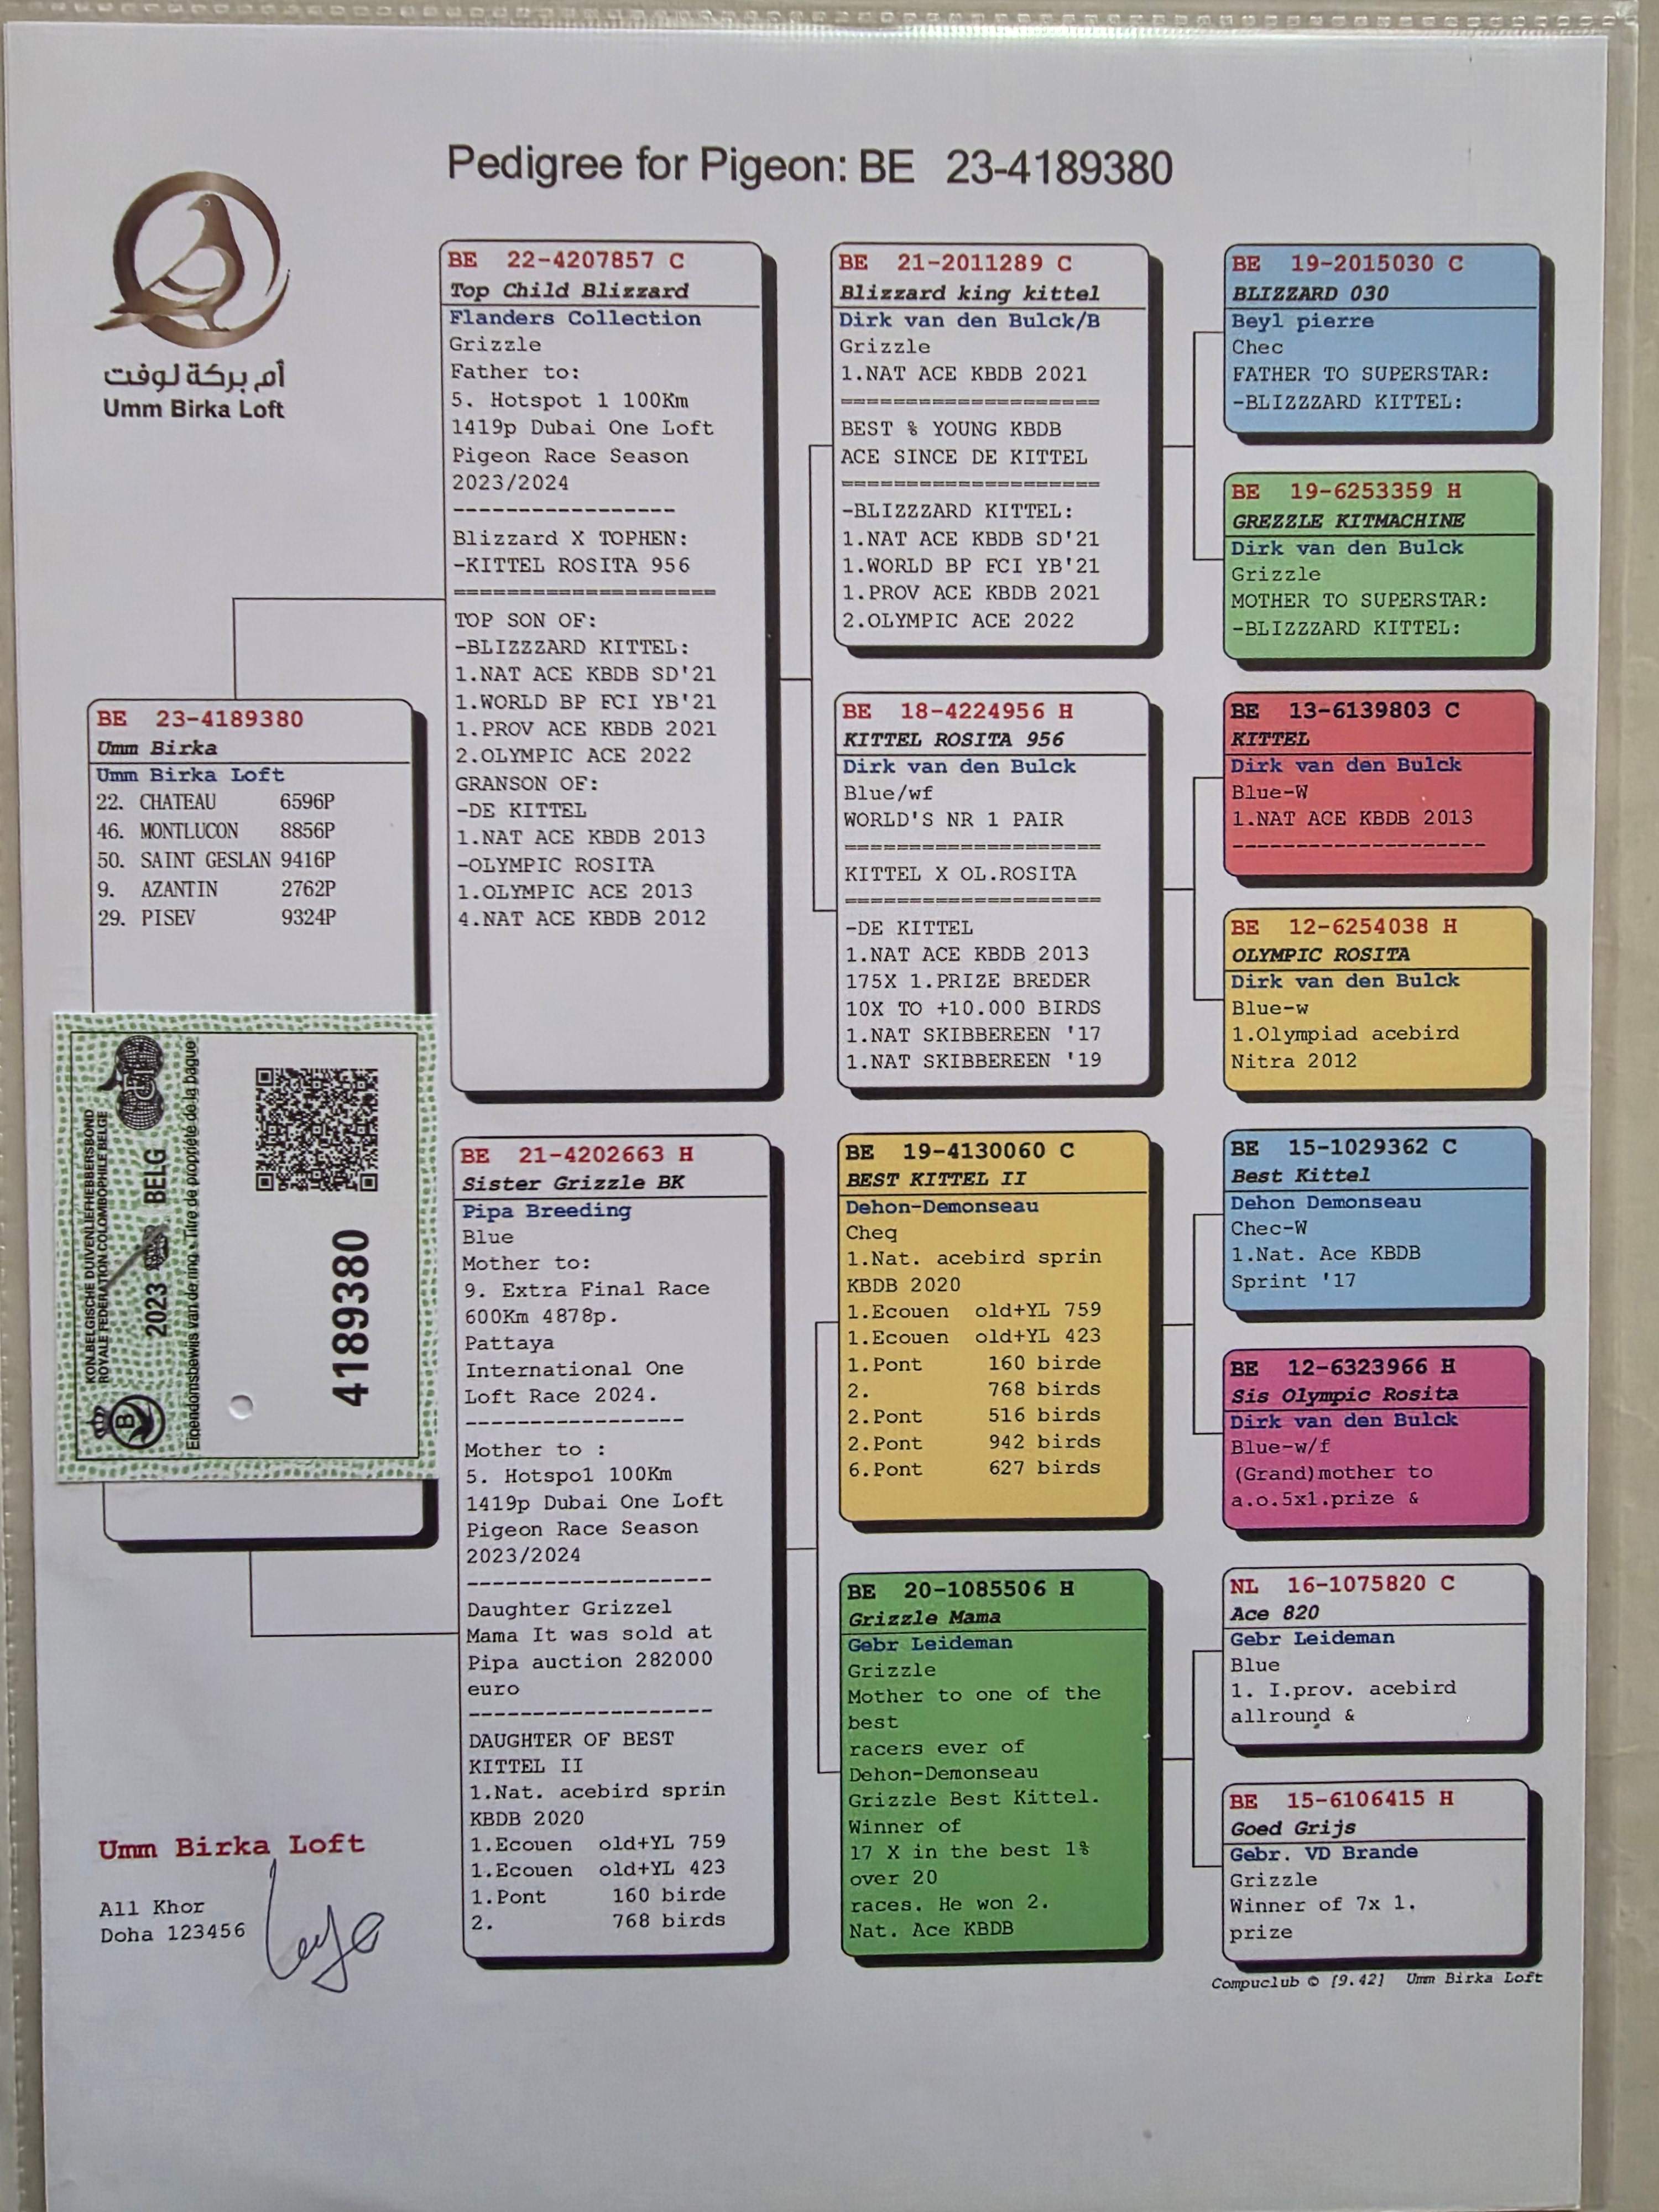 Pedigree for Pigeon: BE 23-4189380
أم بركة لوفت
Umm Birka Loft
BE 23-4189380
Umm Birka
Umm Birka Loft
22. CHATEAU 6596P
46. MONTLUCON 8856P
50. SAINT GESLAN 9416P
9. AZANTIN 2762P
29. PISEV 9324P
KON.BELGISCHE DUIVENLIEFHEBBERSBOND
ROYALE FEDERATION COLOMBOPHILE BELGE
2023 BELG
Eigendomsbewijs van de ring - Titre de propriété de la bague
4189380
BE 22-4207857 C
Top Child Blizzard
Flanders Collection
Grizzle
Father to:
5. Hotspot 1 100Km
1419p Dubai One Loft
Pigeon Race Season
2023/2024
-----------------
Blizzard X TOPHEN:
-KITTEL ROSITA 956
====================
TOP SON OF:
-BLIZZZARD KITTEL:
1.NAT ACE KBDB SD'21
1.WORLD BP FCI YB'21
1.PROV ACE KBDB 2021
2.OLYMPIC ACE 2022
GRANSON OF:
-DE KITTEL
1.NAT ACE KBDB 2013
-OLYMPIC ROSITA
1.OLYMPIC ACE 2013
4.NAT ACE KBDB 2012
BE 21-4202663 H
Sister Grizzle BK
Pipa Breeding
Blue
Mother to:
9. Extra Final Race
600Km 4878p.
Pattaya
International One
Loft Race 2024.
-----------------
Mother to :
5. Hotspo1 100Km
1419p Dubai One Loft
Pigeon Race Season
2023/2024
-------------------
Daughter Grizzel
Mama It was sold at
Pipa auction 282000
euro
-------------------
DAUGHTER OF BEST
KITTEL II
1.Nat. acebird sprin
KBDB 2020
1.Ecouen old+YL 759
1.Ecouen old+YL 423
1.Pont 160 birde
2. 768 birds
BE 21-2011289 C
Blizzard king kittel
Dirk van den Bulck/B
Grizzle
1.NAT ACE KBDB 2021
====================
BEST % YOUNG KBDB
ACE SINCE DE KITTEL
====================
-BLIZZZARD KITTEL:
1.NAT ACE KBDB SD'21
1.WORLD BP FCI YB'21
1.PROV ACE KBDB 2021
2.OLYMPIC ACE 2022
BE 18-4224956 H
KITTEL ROSITA 956
Dirk van den Bulck
Blue/wf
WORLD'S NR 1 PAIR
====================
KITTEL X OL.ROSITA
====================
-DE KITTEL
1.NAT ACE KBDB 2013
175X 1.PRIZE BREDER
10X TO +10.000 BIRDS
1.NAT SKIBBEREEN '17
1.NAT SKIBBEREEN '19
BE 19-4130060 C
BEST KITTEL II
Dehon-Demonseau
Cheq
1.Nat. acebird sprin
KBDB 2020
1.Ecouen old+YL 759
1.Ecouen old+YL 423
1.Pont 160 birde
2. 768 birds
2.Pont 516 birds
2.Pont 942 birds
6.Pont 627 birds
BE 20-1085506 H
Grizzle Mama
Gebr Leideman
Grizzle
Mother to one of the
best
racers ever of
Dehon-Demonseau
Grizzle Best Kittel.
Winner of
17 X in the best 1%
over 20
races. He won 2.
Nat. Ace KBDB
BE 19-2015030 C
BLIZZARD 030
Beyl pierre
Chec
FATHER TO SUPERSTAR:
-BLIZZZARD KITTEL:
BE 19-6253359 H
GREZZLE KITMACHINE
Dirk van den Bulck
Grizzle
MOTHER TO SUPERSTAR:
-BLIZZZARD KITTEL:
BE 13-6139803 C
KITTEL
Dirk van den Bulck
Blue-W
1.NAT ACE KBDB 2013
--------------------
BE 12-6254038 H
OLYMPIC ROSITA
Dirk van den Bulck
Blue-w
1.Olympiad acebird
Nitra 2012
BE 15-1029362 C
Best Kittel
Dehon Demonseau
Chec-W
1.Nat. Ace KBDB
Sprint '17
BE 12-6323966 H
Sis Olympic Rosita
Dirk van den Bulck
Blue-w/f
(Grand)mother to
a.o.5x1.prize &
NL 16-1075820 C
Ace 820
Gebr Leideman
Blue
1. I.prov. acebird
allround &
BE 15-6106415 H
Goed Grijs
Gebr. VD Brande
Grizzle
Winner of 7x 1.
prize
Umm Birka Loft
All Khor
Doha 123456
Compuclub © [9.42] Umm Birka Loft